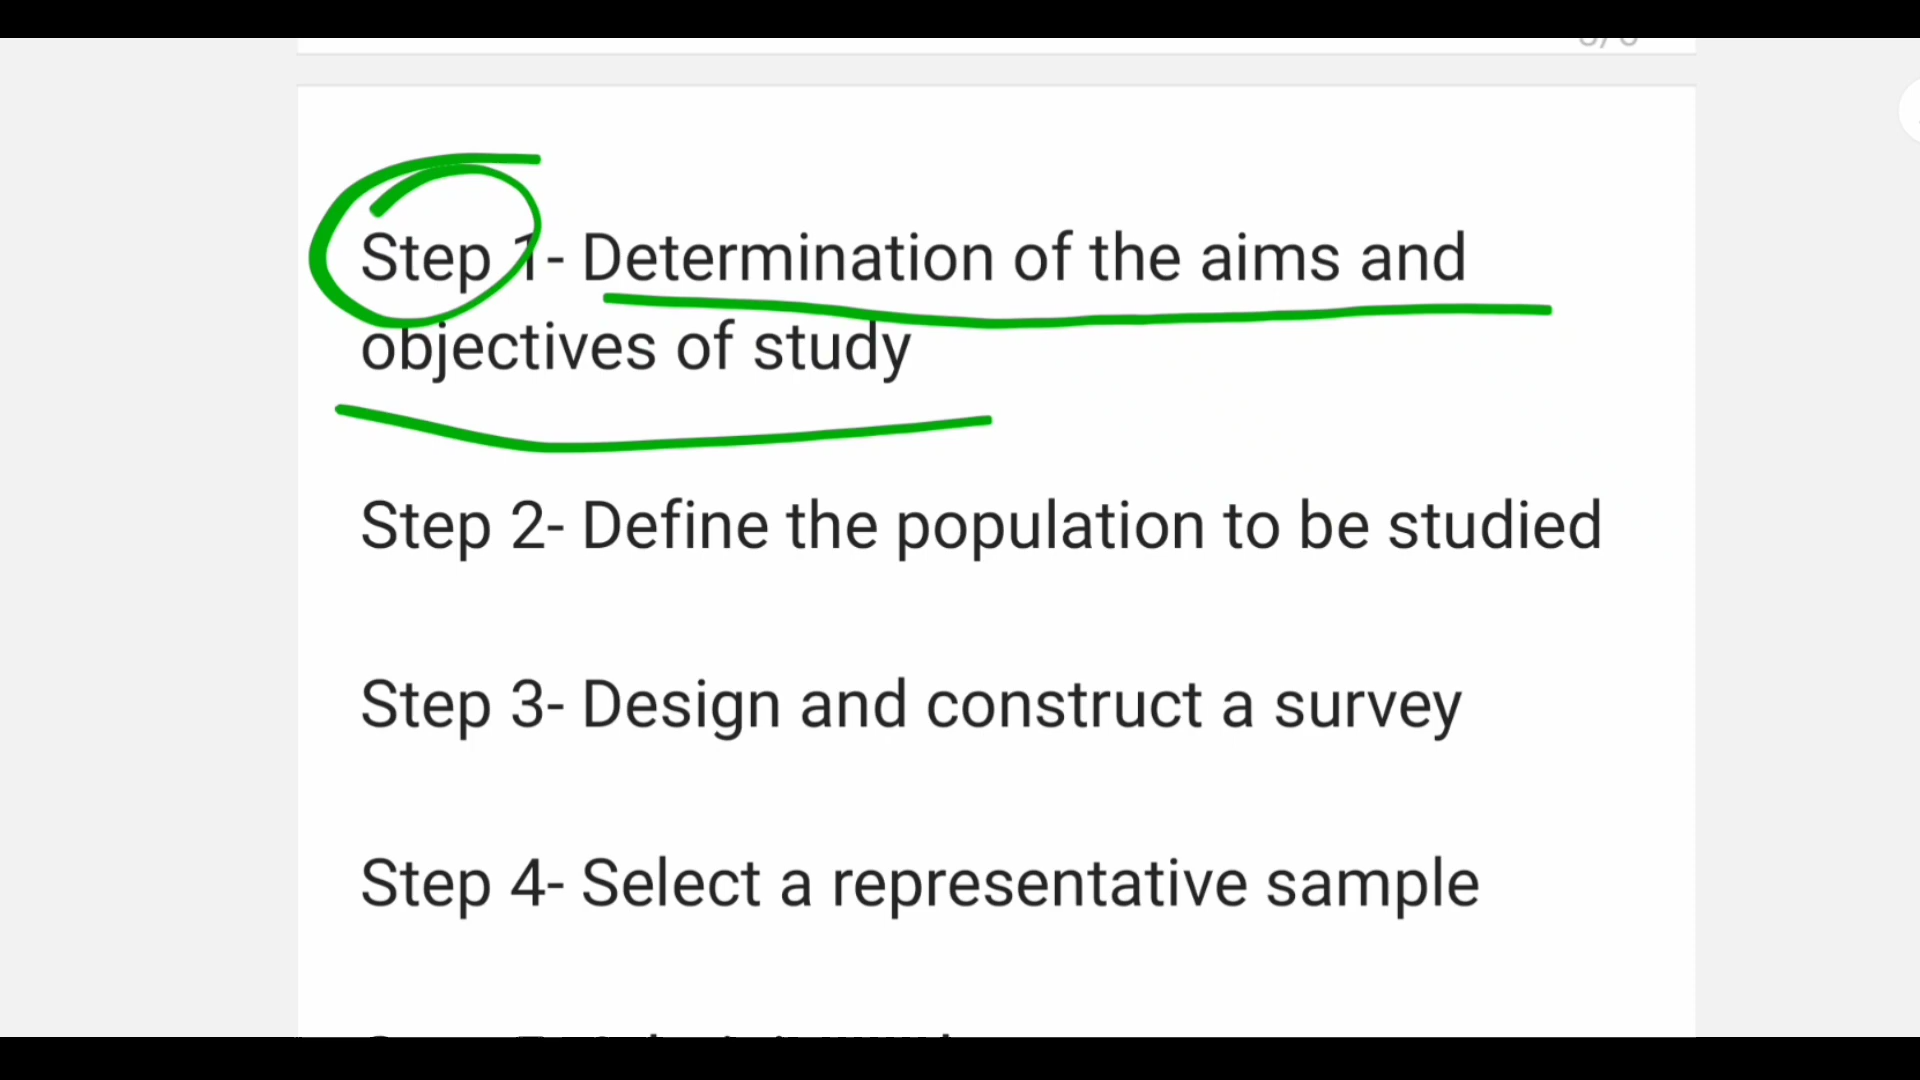 Step 1- Determination of the aims and
objectives of study
Step 2- Define the population to be studied
Step 3- Design and construct a survey
Step 4- Select a representative sample